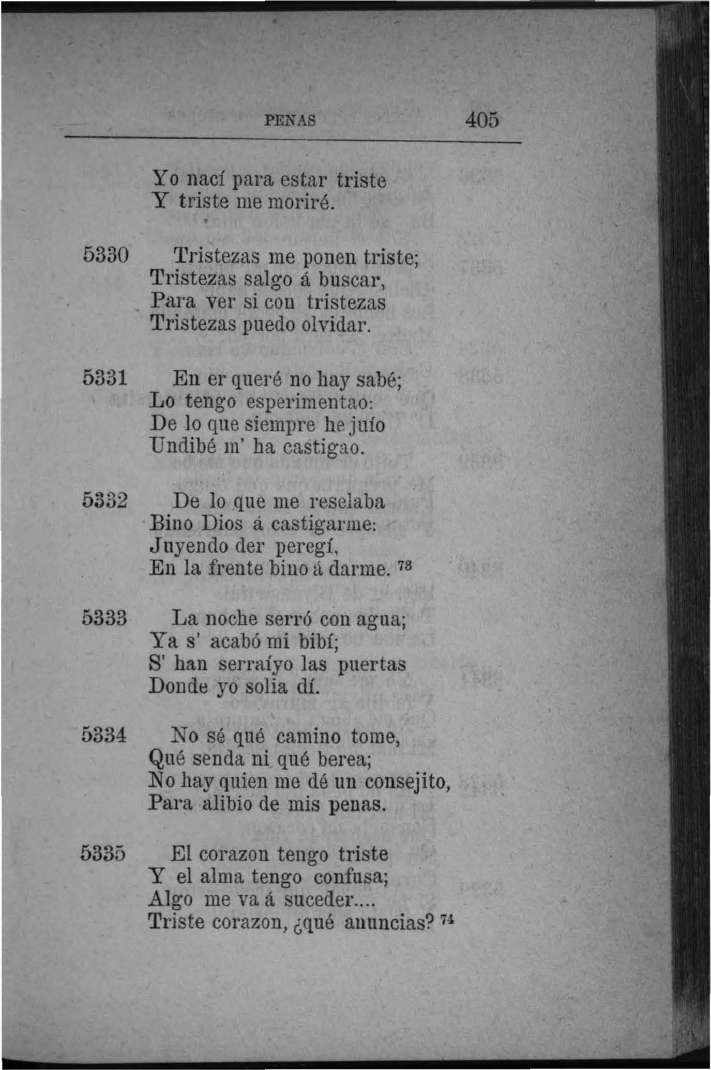 PENAS 405
Yo nací para estar triste
Y triste me moriré.
5330 Tristezas me ponen triste;
Tristezas salgo á buscar,
Para ver si con tristezas
Tristezas puedo olvidar.
5331 En er queré no hay sabé;
Lo tengo esperimentao:
De lo que siempre he juío
Undibé m' ha castigao.
5332 De lo que me reselaba
Bino Dios á castigarme:
Juyendo der peregí,
En la frente bino á darme. 73
5333 La noche serró con agua;
Ya s' acabó mi bibí;
S' han serraíyo las puertas
Donde yo solia dí.
5334 No sé qué camino tome,
Qué senda ni qué berea;
No hay quien me dé un consejito,
Para alibio de mis penas.
5335 El corazon tengo triste
Y el alma tengo confusa;
Algo me va á suceder....
Triste corazon, ¿qué anuncias? 74